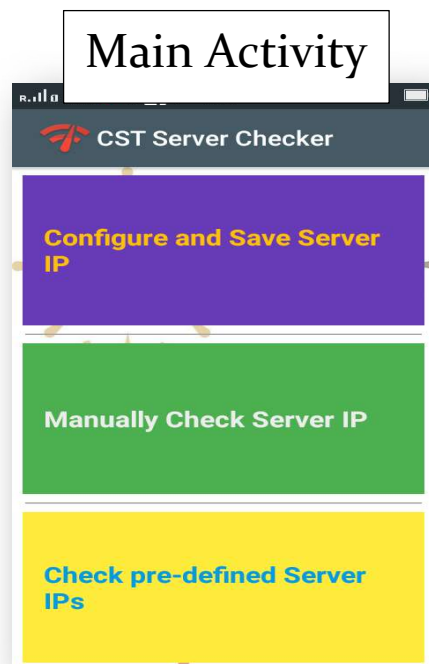 Main Activity
CST Server Checker
Configure and Save Server
IP
Manually Check Server IP
Check pre-defined Server
IPs